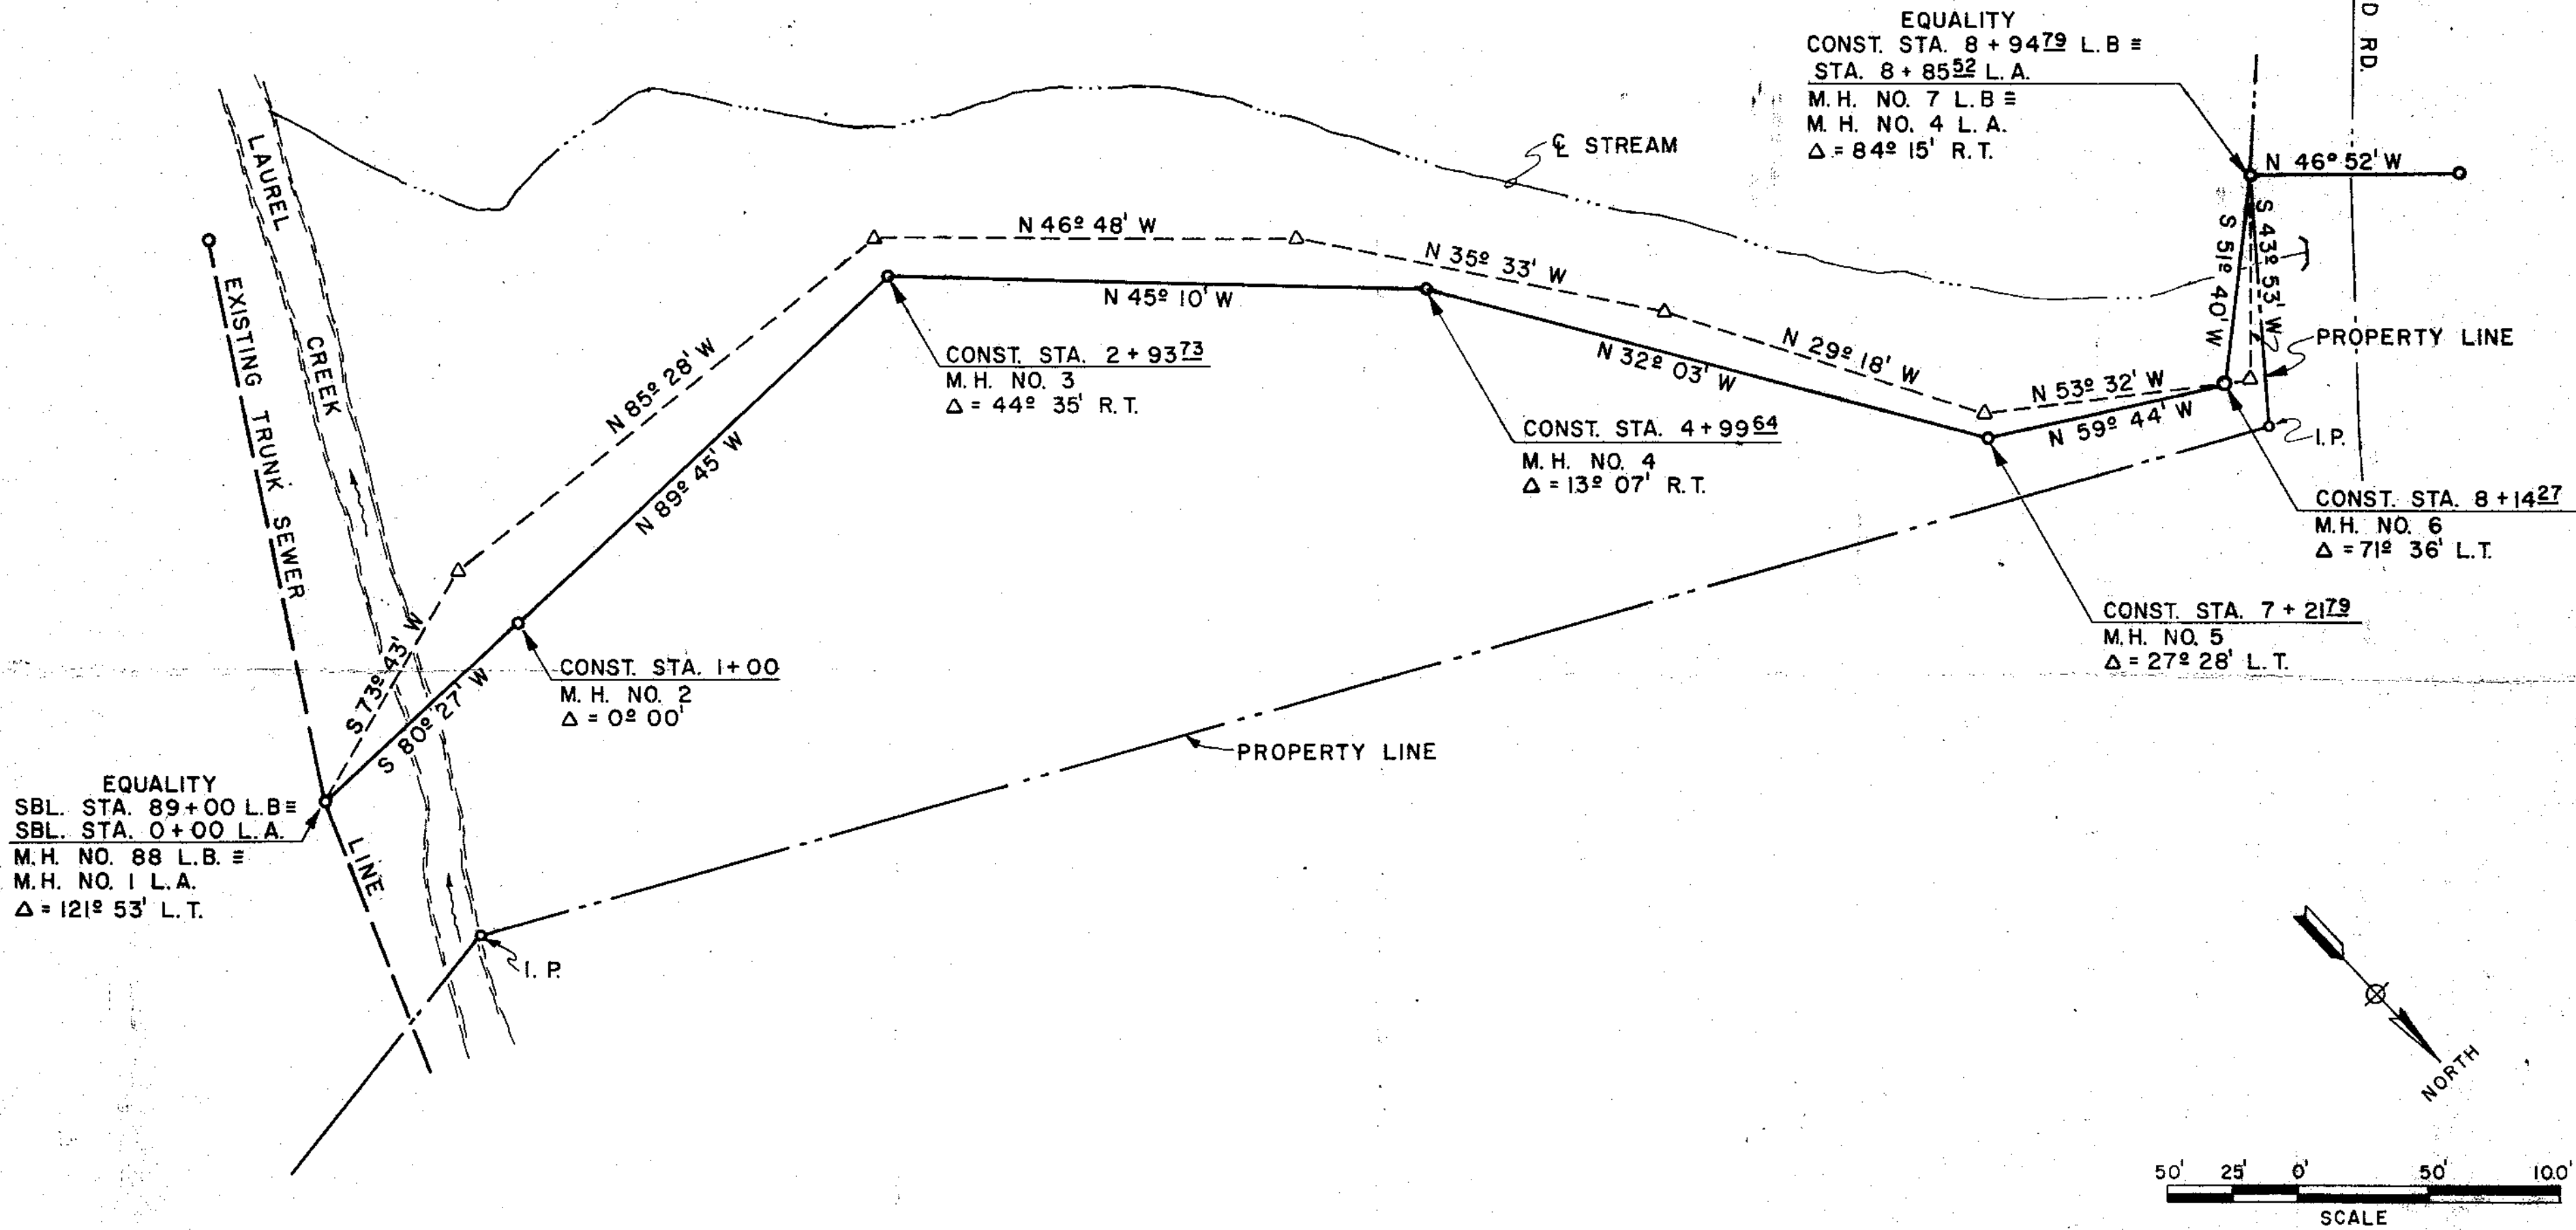 EQUALITY
CONST. STA. 8 + 94 79 L.B ≡
STA. 8 + 85 52 L.A.
M.H. NO. 7 L.B ≡
M.H. NO. 4 L.A.
Δ = 84º 15' R.T.
D RD.
℄ STREAM
N 46º 52' W
S 51º 40' W
S 43º 53' W
PROPERTY LINE
I.P.
LAUREL
CREEK
EXISTING TRUNK SEWER
LINE
N 46º 48' W
N 35º 33' W
N 45º 10' W
N 29º 18' W
N 32º 03' W
N 53º 32' W
N 59º 44' W
N 85º 28' W
N 89º 45' W
S 73º 43' W
S 80º 27' W
CONST. STA. 2 + 93 73
M.H. NO. 3
Δ = 44º 35' R.T.
CONST. STA. 4 + 99 64
M.H. NO. 4
Δ = 13º 07' R.T.
CONST. STA. 8 + 14 27
M.H. NO. 6
Δ = 71º 36' L.T.
CONST. STA. 7 + 21 79
M.H. NO. 5
Δ = 27º 28' L.T.
CONST. STA. 1 + 00
M.H. NO. 2
Δ = 0º 00'
PROPERTY LINE
EQUALITY
SBL. STA. 89 + 00 L.B ≡
SBL. STA. 0 + 00 L.A.
M.H. NO. 88 L.B. ≡
M.H. NO. 1 L.A.
Δ = 121º 53' L.T.
I.P.
NORTH
50' 25' 0' 50' 100'
SCALE